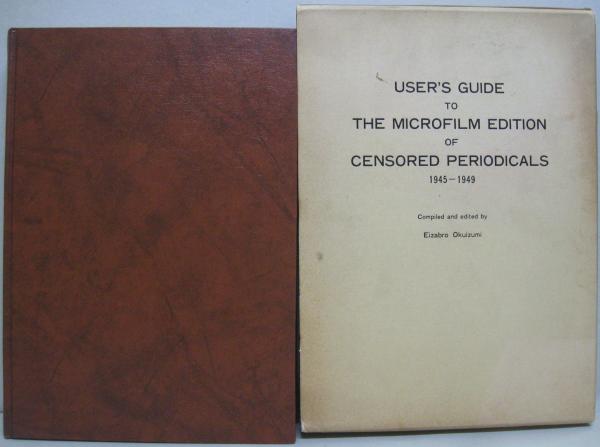 USER'S GUIDE
TO
THE MICROFILM EDITION
OF
CENSORED PERIODICALS
1945－1949
Compiled and edited by
Eizabro Okuizumi